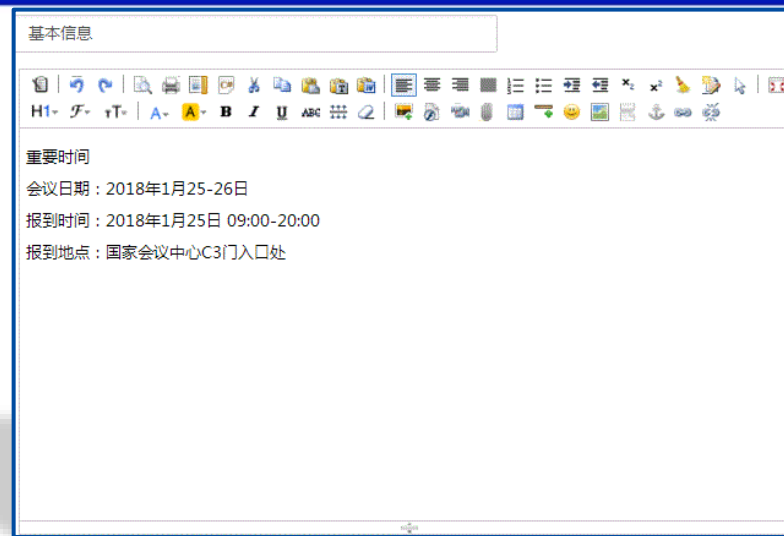 基本信息
H1 F TT A A B I U ABC
重要时间
会议日期：2018年1月25-26日
报到时间：2018年1月25日 09:00-20:00
报到地点：国家会议中心C3门入口处